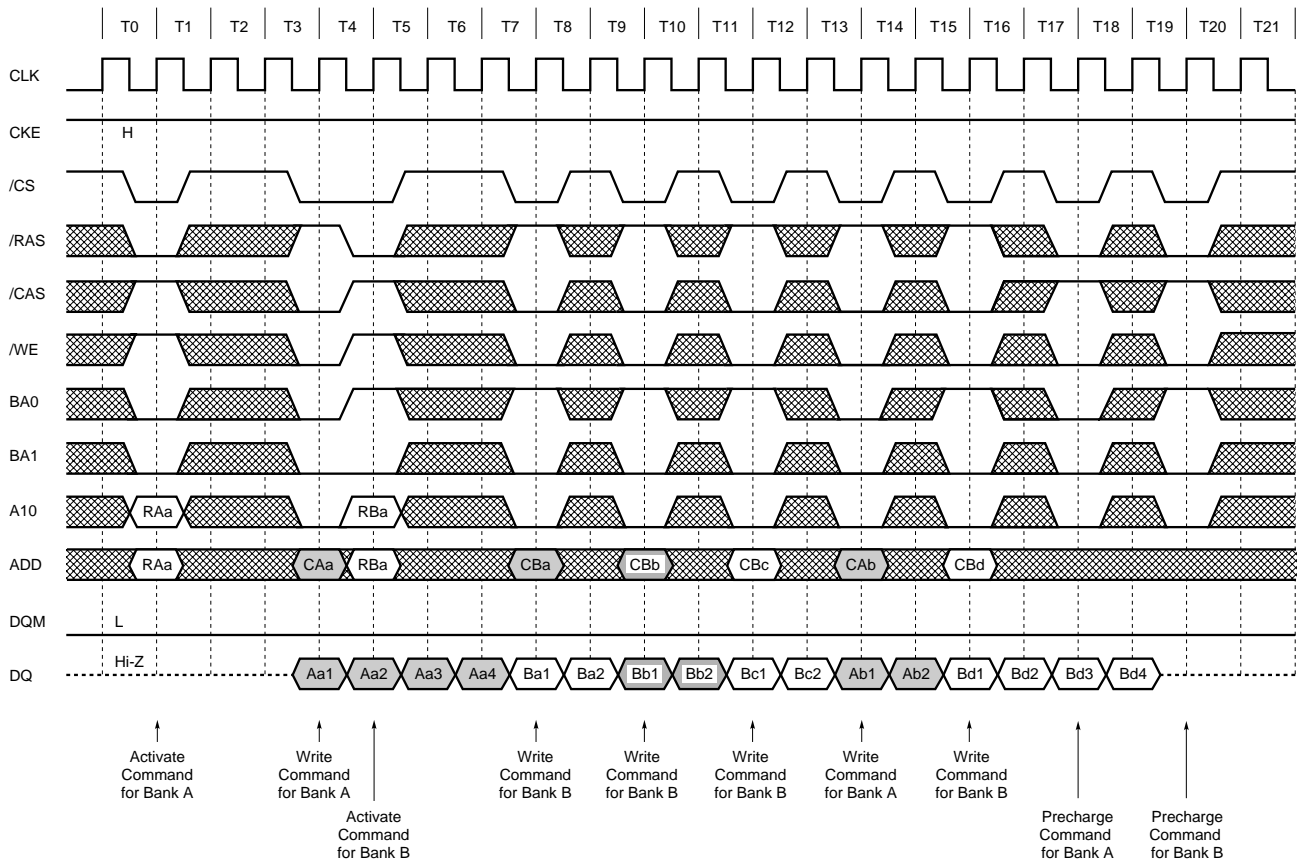 T0 T1 T2 T3 T4 T5 T6 T7 T8 T9 T10 T11 T12 T13 T14 T15 T16 T17 T18 T19 T20 T21
CLK
CKE H
/CS
/RAS
/CAS
/WE
BA0
BA1
A10 RAa RBa
ADD RAa CAa RBa CBa CBb CBc CAb CBd
DQM L
DQ Hi-Z Aa1 Aa2 Aa3 Aa4 Ba1 Ba2 Bb1 Bb2 Bc1 Bc2 Ab1 Ab2 Bd1 Bd2 Bd3 Bd4
Activate
Command
for Bank A
Write
Command
for Bank A
Activate
Command
for Bank B
Write
Command
for Bank B
Write
Command
for Bank B
Write
Command
for Bank B
Write
Command
for Bank A
Write
Command
for Bank B
Precharge
Command
for Bank A
Precharge
Command
for Bank B